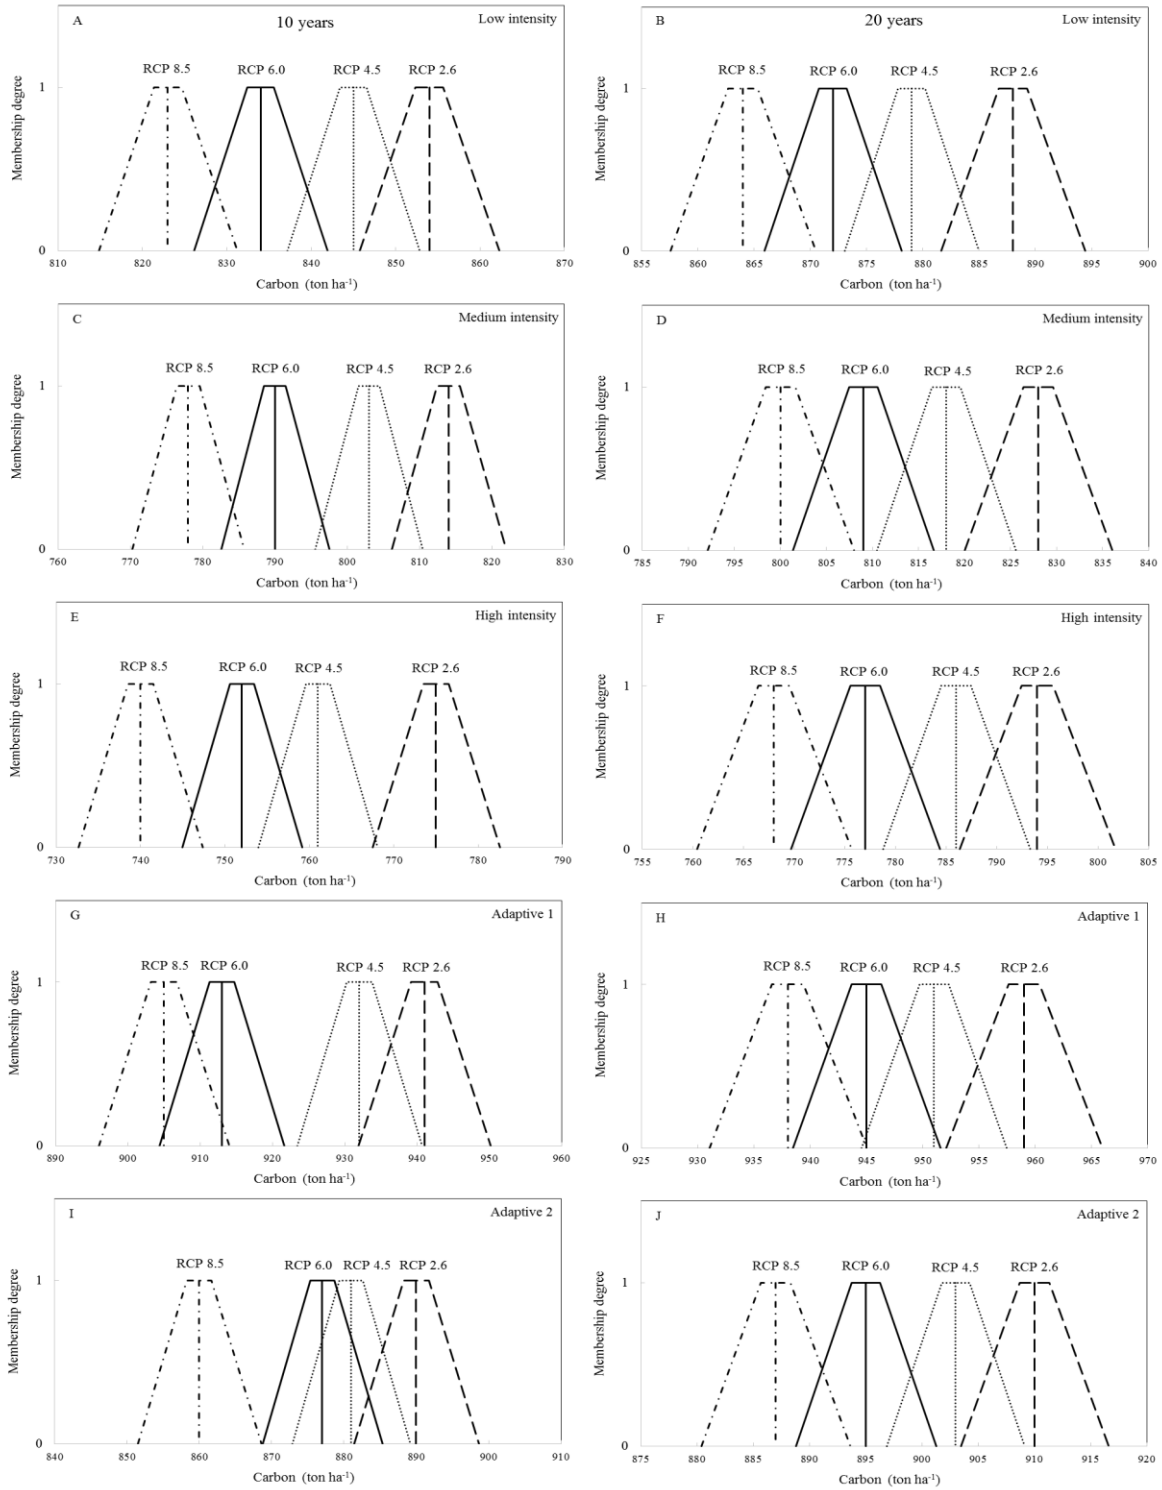 A
10 years
Low intensity
RCP 8.5
RCP 6.0
RCP 4.5
RCP 2.6
Membership degree
1
0
810 820 830 840 850 860 870
Carbon (ton ha⁻¹)
B
20 years
Low intensity
RCP 8.5
RCP 6.0
RCP 4.5
RCP 2.6
Membership degree
1
0
855 860 865 870 875 880 885 890 895 900
Carbon (ton ha⁻¹)
C
Medium intensity
RCP 8.5
RCP 6.0
RCP 4.5
RCP 2.6
Membership degree
1
0
760 770 780 790 800 810 820 830
Carbon (ton ha⁻¹)
D
Medium intensity
RCP 8.5
RCP 6.0
RCP 4.5
RCP 2.6
Membership degree
1
0
785 790 795 800 805 810 815 820 825 830 835 840
Carbon (ton ha⁻¹)
E
High intensity
RCP 8.5
RCP 6.0
RCP 4.5
RCP 2.6
Membership degree
1
0
730 740 750 760 770 780 790
Carbon (ton ha⁻¹)
F
High intensity
RCP 8.5
RCP 6.0
RCP 4.5
RCP 2.6
Membership degree
1
0
755 760 765 770 775 780 785 790 795 800 805
Carbon (ton ha⁻¹)
G
Adaptive 1
RCP 8.5
RCP 6.0
RCP 4.5
RCP 2.6
Membership degree
1
0
890 900 910 920 930 940 950 960
Carbon (ton ha⁻¹)
H
Adaptive 1
RCP 8.5
RCP 6.0
RCP 4.5
RCP 2.6
Membership degree
1
0
925 931 935 940 945 950 955 960 965 970
Carbon (ton ha⁻¹)
I
Adaptive 2
RCP 8.5
RCP 6.0
RCP 4.5
RCP 2.6
Membership degree
1
0
840 850 860 870 880 890 900 910
Carbon (ton ha⁻¹)
J
Adaptive 2
RCP 8.5
RCP 6.0
RCP 4.5
RCP 2.6
Membership degree
1
0
875 880 885 890 895 900 905 910 915 920
Carbon (ton ha⁻¹)